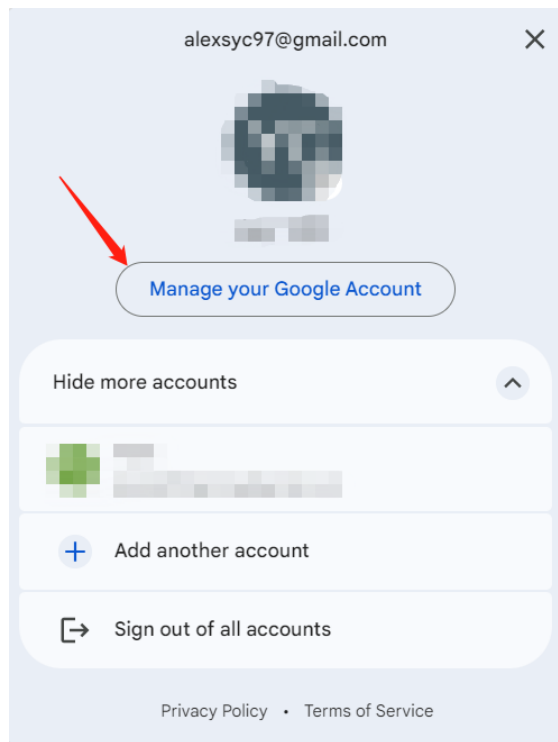 alexsyc97@gmail.com
Manage your Google Account
Hide more accounts
Add another account
Sign out of all accounts
Privacy Policy • Terms of Service